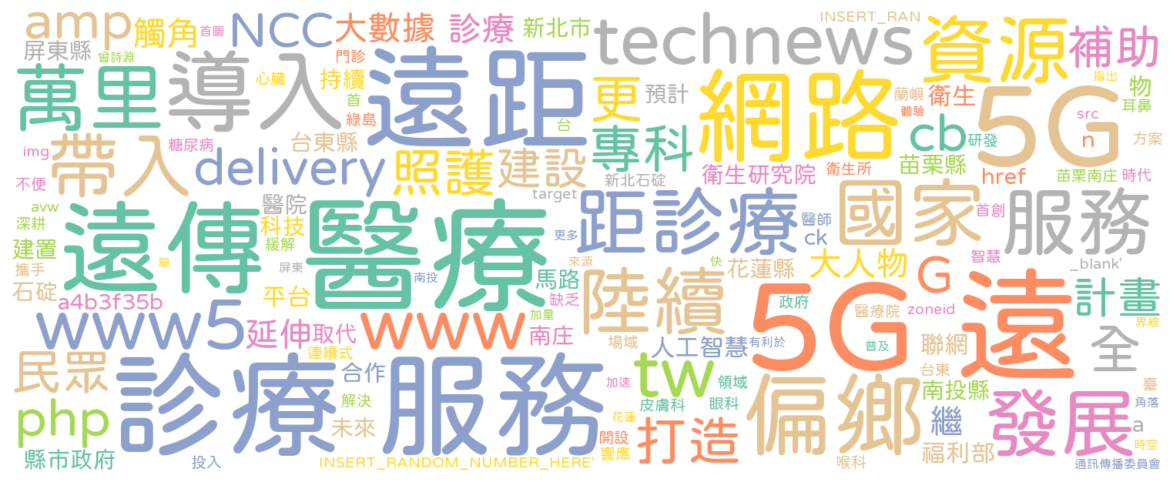 amp
觸角
首圖
NCC
大數據
診療
新北市
technews
INSERT_RAN
資源
補助
指出
屏東縣
曾詩淵
門診
萬里
導入
心臟
持續
首
綠島
遠距
更
預計
網路
蘭嶼
衛生
體驗
5G
物
耳鼻
src
n
方案
專科
cb
研發
台
台東縣
糖尿病
img
不便
帶入
delivery
照護
建設
target
新北石碇
衛生研究院
衛生所
苗栗縣
href
苗栗南庄
時代
avw
深耕
建置
攜手
石碇
遠傳
醫院
科技
緩解
醫療
距診療
更多
醫師
ck
國家
首創
服務
智慧
_blank'
屏東
南投
來源
馬路
缺乏
加量
快
花蓮縣
大人物
G
舉
a4b3f35b
平台
陸續
政府
醫療院
zoneid
計畫
界線
www5
延伸
取代
www
南庄
場域
人工智慧
有利於
5G
普及
遠
聯網
全
連續式
民眾
診療
合作
服務
加速
tw
領域
台東
南投縣
臺
角落
解決
皮膚科
眼科
偏鄉
繼
發展
a
時空
php
未來
花蓮
開設
響應
打造
福利部
縣市政府
投入
INSERT_RANDOM_NUMBER_HERE'
喉科
通訊傳播委員會